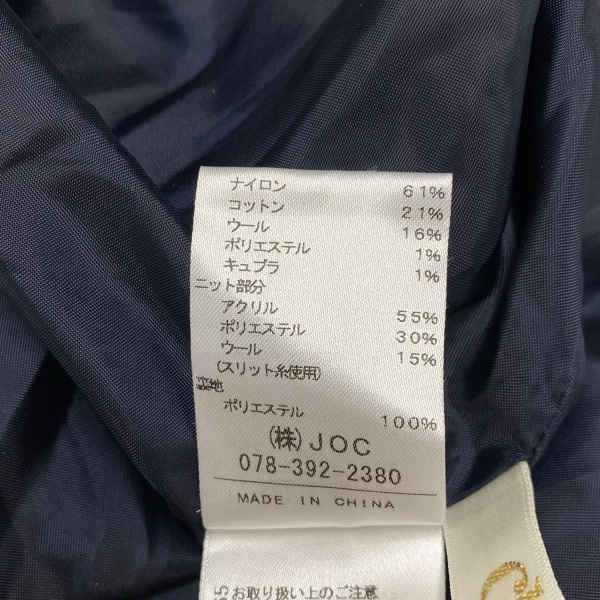 ナイロン 61%
コットン 21%
ウール 16%
ポリエステル 1%
キュプラ 1%
ニット部分
アクリル 55%
ポリエステル 30%
ウール 15%
(スリット糸使用)
裏地
ポリエステル 100%
(株)JOC
078-392-2380
MADE IN CHINA
お取り扱い上のご注意